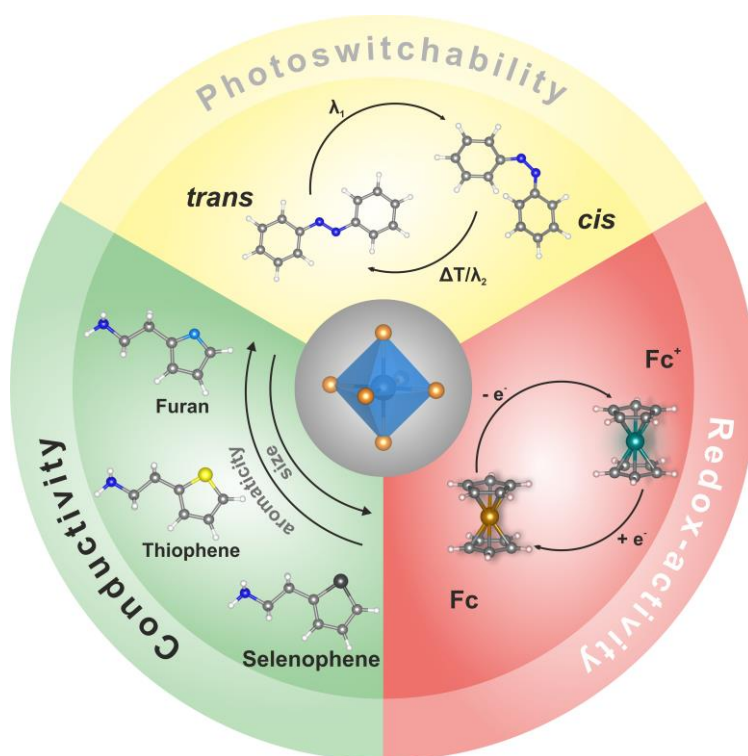 Photoswitchability
λ₁
trans
cis
ΔT/λ₂
Conductivity
Furan
Thiophene
Selenophene
size
aromaticity
Redox-activity
Fc⁺
- e⁻
Fc
+ e⁻